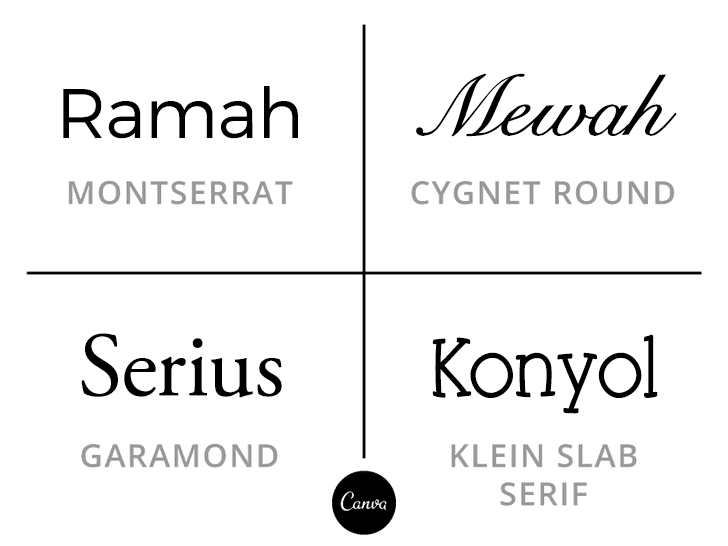 Ramah
MONTSERRAT
Mewah
CYGNET ROUND
Serius
GARAMOND
Konyol
KLEIN SLAB
SERIF
Canva